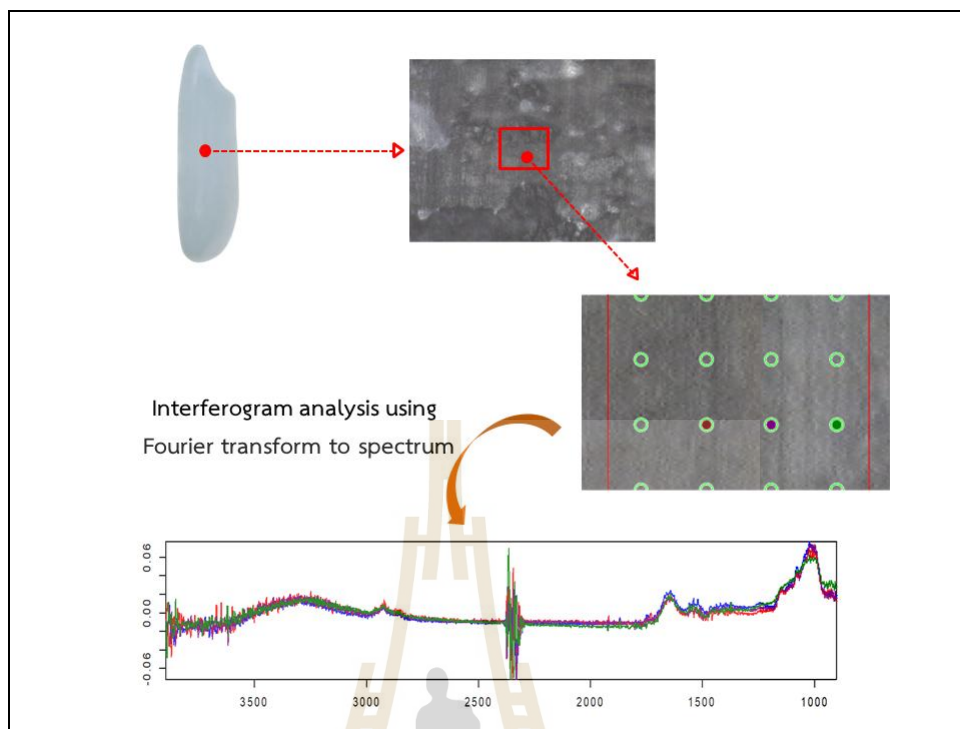 Interferogram analysis using
Fourier transform to spectrum
0.06
0.00
-0.06
3500 3000 2500 2000 1500 1000